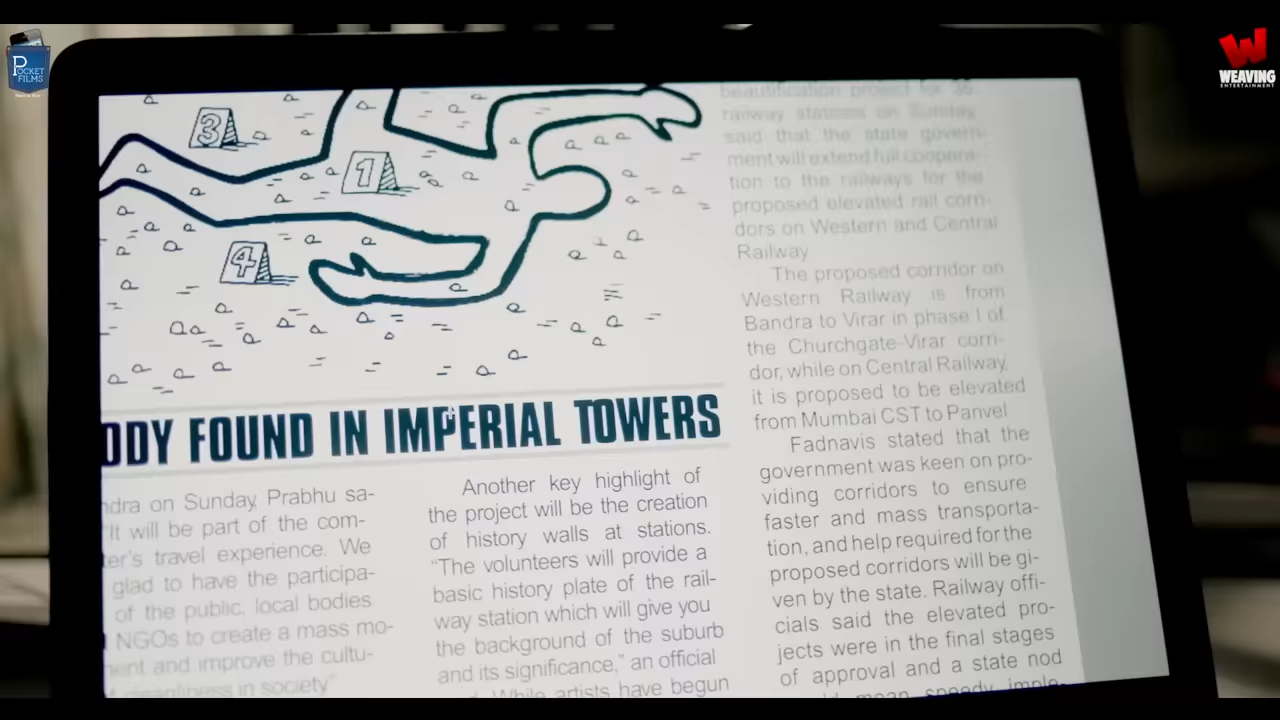 POCKET
FILMS
WEAVING
ENTERTAINMENT
3
1
4
ODY FOUND IN IMPERIAL TOWERS
ndra on Sunday, Prabhu sa-
"It will be part of the com-
ter's travel experience. We
glad to have the participa-
of the public, local bodies
NGOs to create a mass mo-
ment and improve the cultu-
cleanliness in society"
Another key highlight of
the project will be the creation
of history walls at stations.
"The volunteers will provide a
basic history plate of the rail-
way station which will give you
the background of the suburb
and its significance," an official
While artists have begun
beautification project for 36
railway stations on Sunday,
said that the state govern-
ment will extend full coopera-
tion to the railways for the
proposed elevated rail corri-
dors on Western and Central
Railway
The proposed corridor on
Western Railway is from
Bandra to Virar in phase I of
the Churchgate-Virar corri-
dor, while on Central Railway,
it is proposed to be elevated
from Mumbai CST to Panvel
Fadnavis stated that the
government was keen on pro-
viding corridors to ensure
faster and mass transporta-
tion, and help required for the
proposed corridors will be gi-
ven by the state. Railway offi-
cials said the elevated pro-
jects were in the final stages
of approval and a state nod
mean speedy imple-